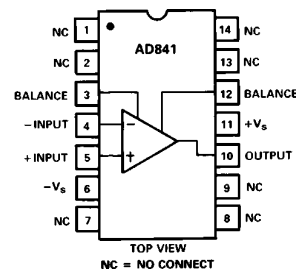 AD841
NC 1
NC 2
BALANCE 3
-INPUT 4
+INPUT 5
-Vs 6
NC 7
14 NC
13 NC
12 BALANCE
11 +Vs
10 OUTPUT
9 NC
8 NC
−
+
TOP VIEW
NC = NO CONNECT